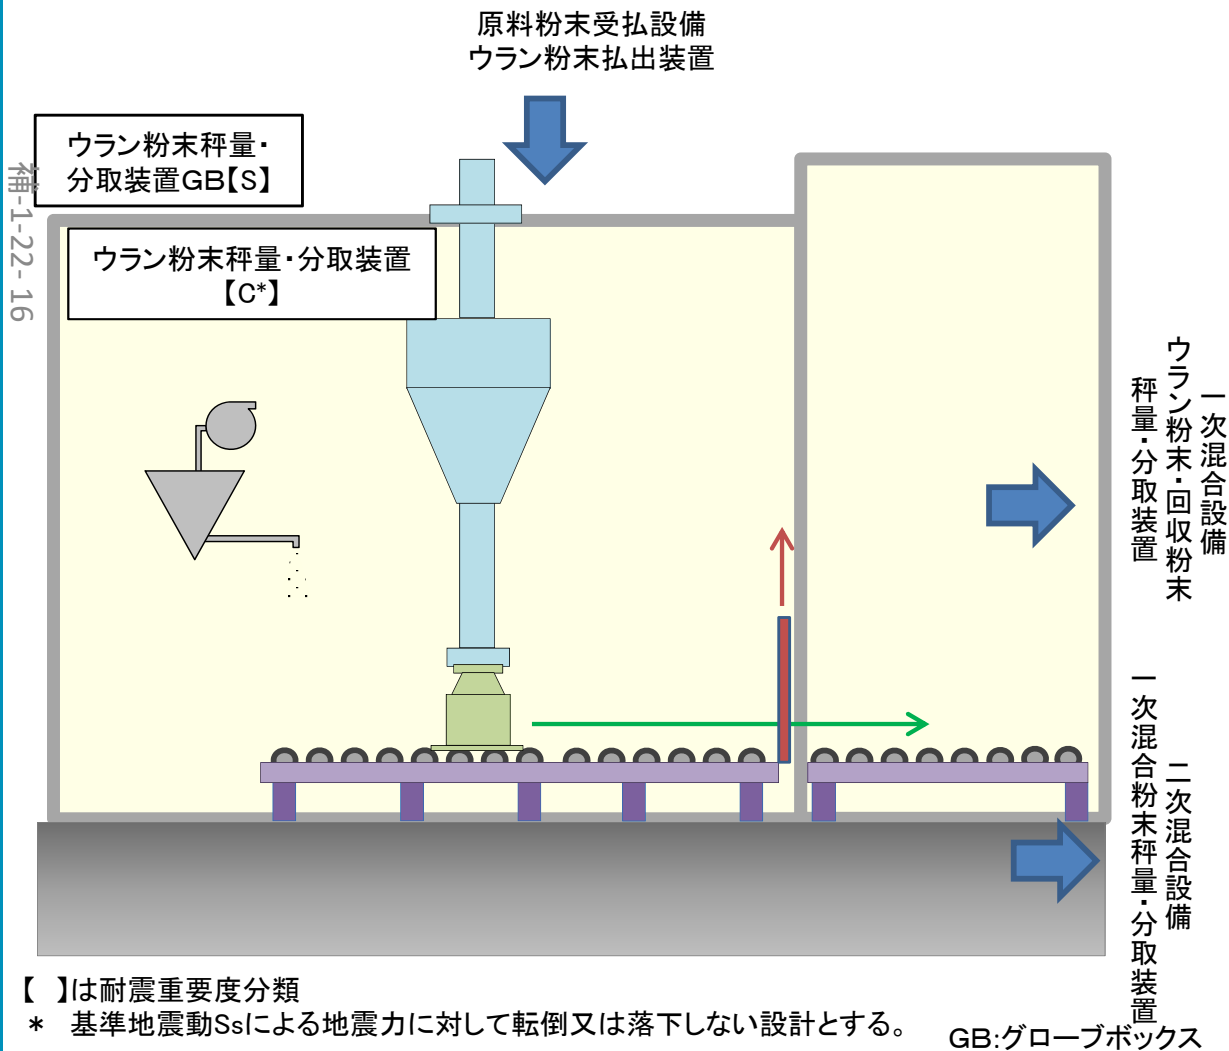 原料粉末受払設備
ウラン粉末払出装置
ウラン粉末秤量・
分取装置GB【S】
補-1-22- 16
ウラン粉末秤量・分取装置
【C*】
一次混合設備
ウラン粉末・回収粉末
秤量・分取装置
二次混合設備
一次混合粉末秤量・分取装置
【 】は耐震重要度分類
* 基準地震動Ssによる地震力に対して転倒又は落下しない設計とする。
GB:グローブボックス